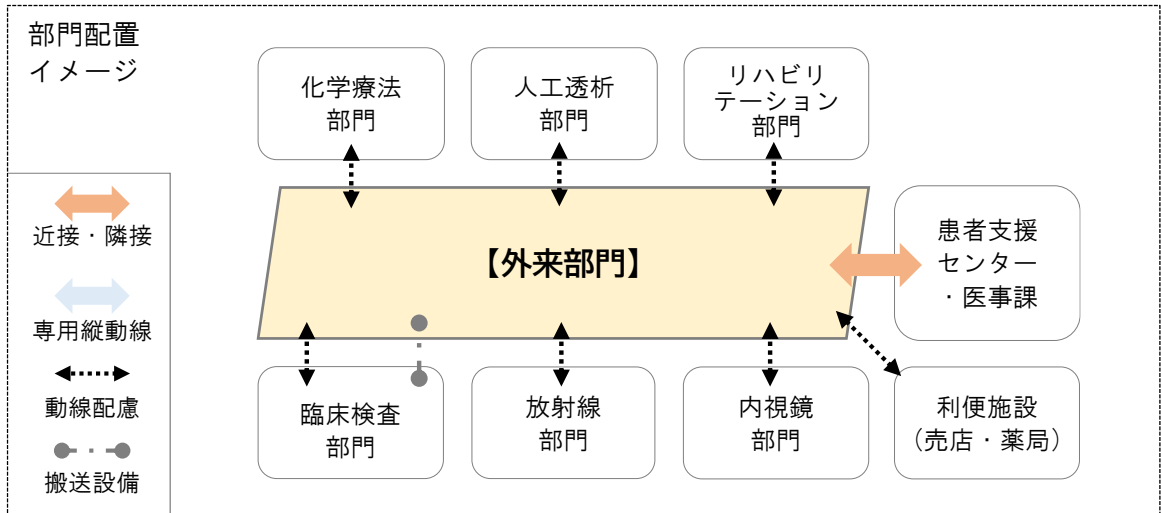 部門配置
イメージ
化学療法
部門
人工透析
部門
リハビリ
テーション
部門
近接・隣接
専用縦動線
動線配慮
搬送設備
【外来部門】
患者支援
センター
・医事課
臨床検査
部門
放射線
部門
内視鏡
部門
利便施設
（売店・薬局）